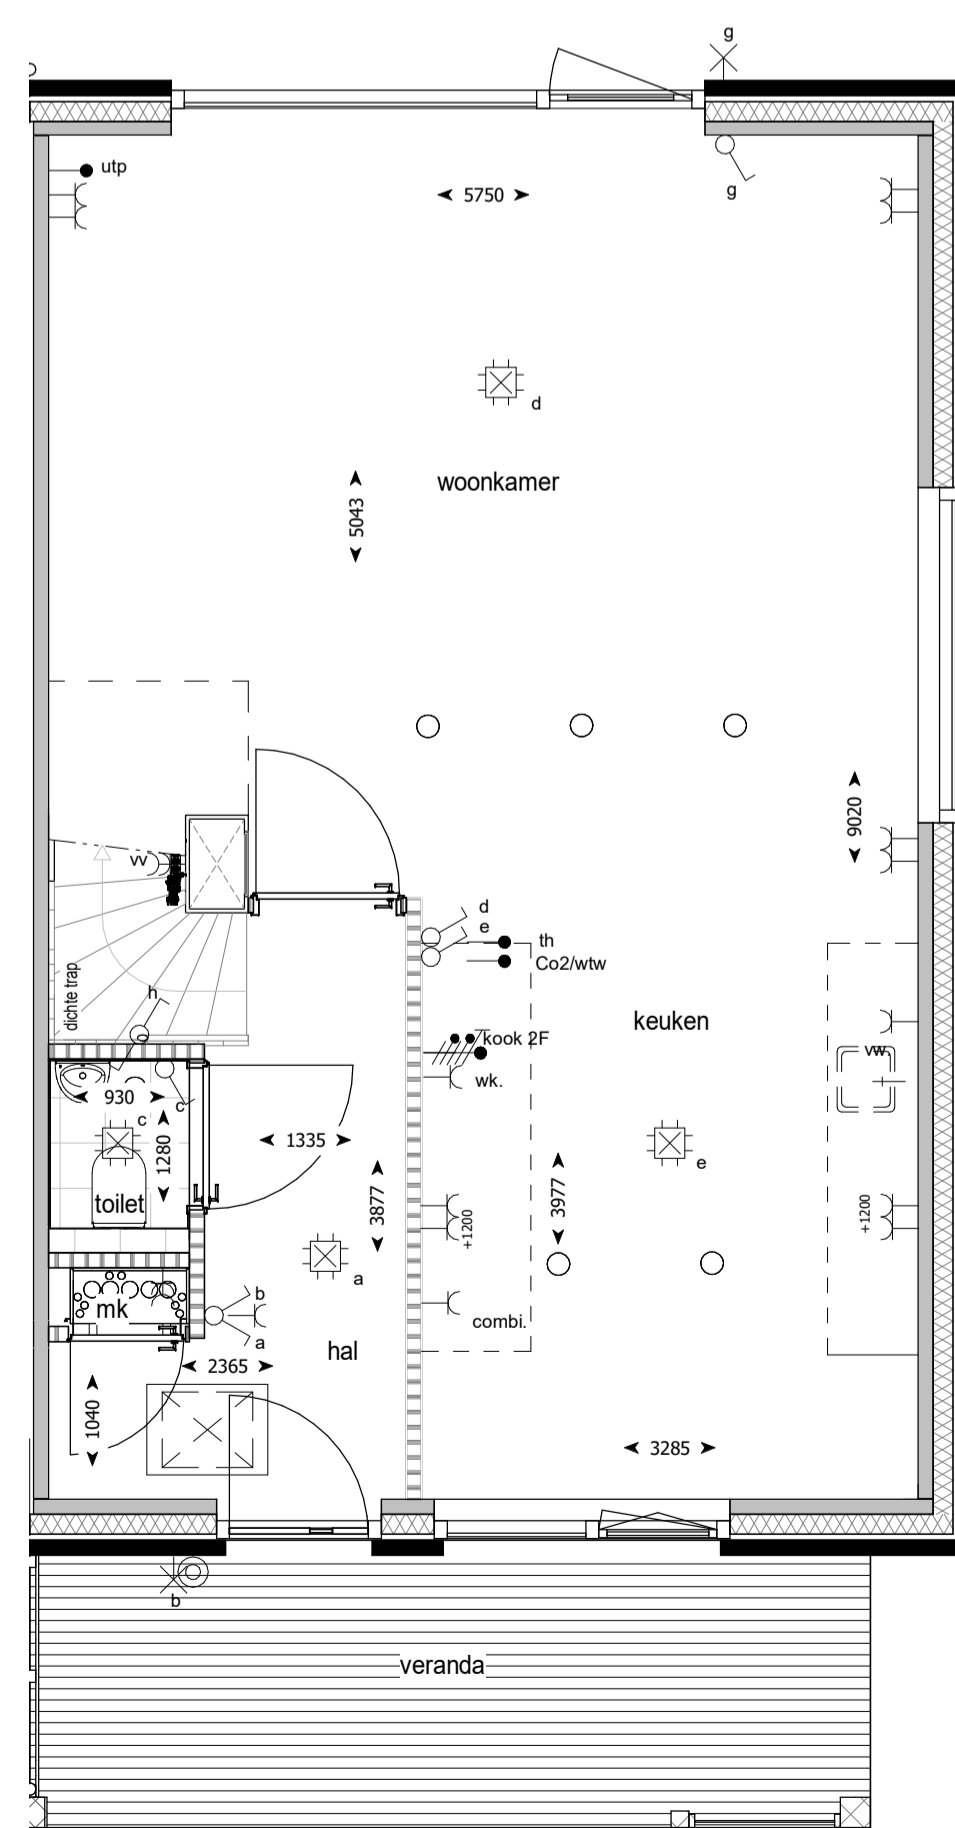 g
utp
5750
g
d
woonkamer
5043
9020
vv
d
e
th
Co2/wtw
dichte trap
h
keuken
kook 2F
wk.
vw.
930
c
c
1280
1335
e
toilet
3877
+1200
3977
+1200
a
mk
b
a
combi.
hal
2365
1040
3285
b
veranda